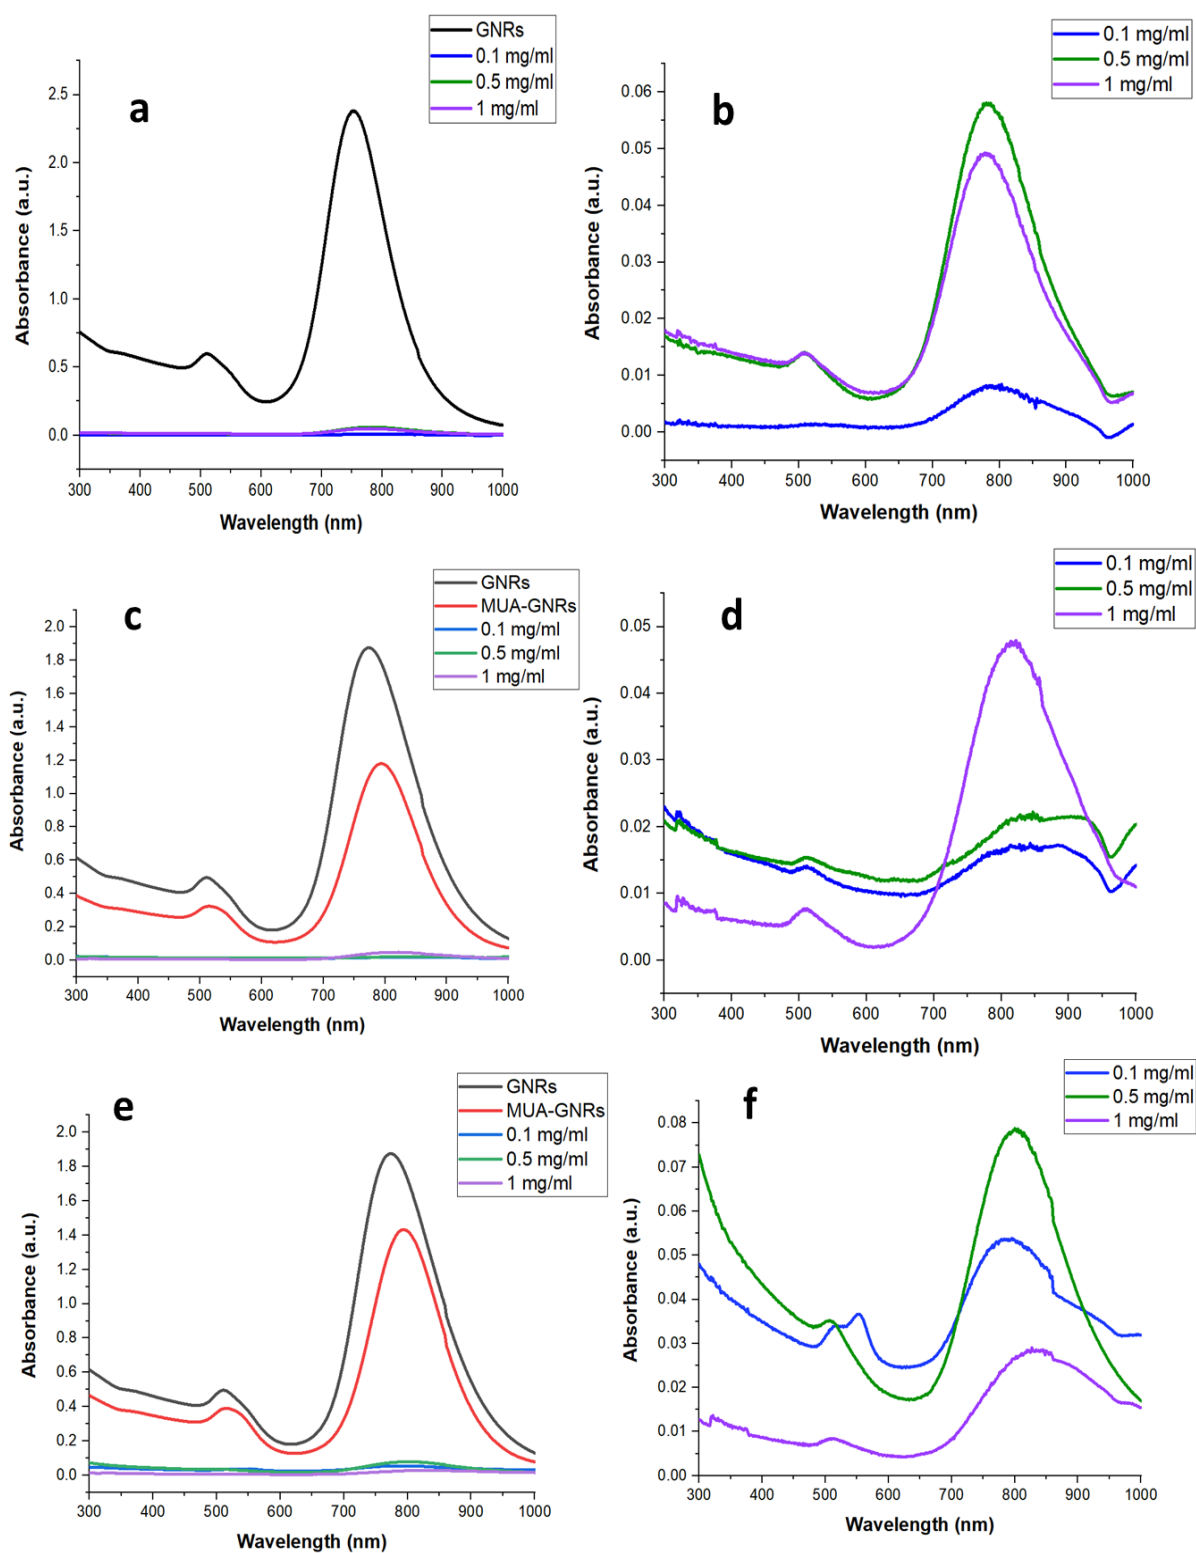 GNRs
0.1 mg/ml
0.5 mg/ml
1 mg/ml
a
2.5
2.0
1.5
1.0
0.5
0.0
Absorbance (a.u.)
300 400 500 600 700 800 900 1000
Wavelength (nm)
0.1 mg/ml
0.5 mg/ml
1 mg/ml
b
0.06
0.05
0.04
0.03
0.02
0.01
0.00
Absorbance (a.u.)
300 400 500 600 700 800 900 1000
Wavelength (nm)
GNRs
MUA-GNRs
0.1 mg/ml
0.5 mg/ml
1 mg/ml
c
2.0
1.8
1.6
1.4
1.2
1.0
0.8
0.6
0.4
0.2
0.0
Absorbance (a.u.)
300 400 500 600 700 800 900 1000
Wavelength (nm)
0.1 mg/ml
0.5 mg/ml
1 mg/ml
d
0.05
0.04
0.03
0.02
0.01
0.00
Absorbance (a.u.)
300 400 500 600 700 800 900 1000
Wavelength (nm)
GNRs
MUA-GNRs
0.1 mg/ml
0.5 mg/ml
1 mg/ml
e
2.0
1.8
1.6
1.4
1.2
1.0
0.8
0.6
0.4
0.2
0.0
Absorbance (a.u.)
300 400 500 600 700 800 900 1000
Wavelength (nm)
0.1 mg/ml
0.5 mg/ml
1 mg/ml
f
0.08
0.07
0.06
0.05
0.04
0.03
0.02
0.01
0.00
Absorbance (a.u.)
300 400 500 600 700 800 900 1000
Wavelength (nm)